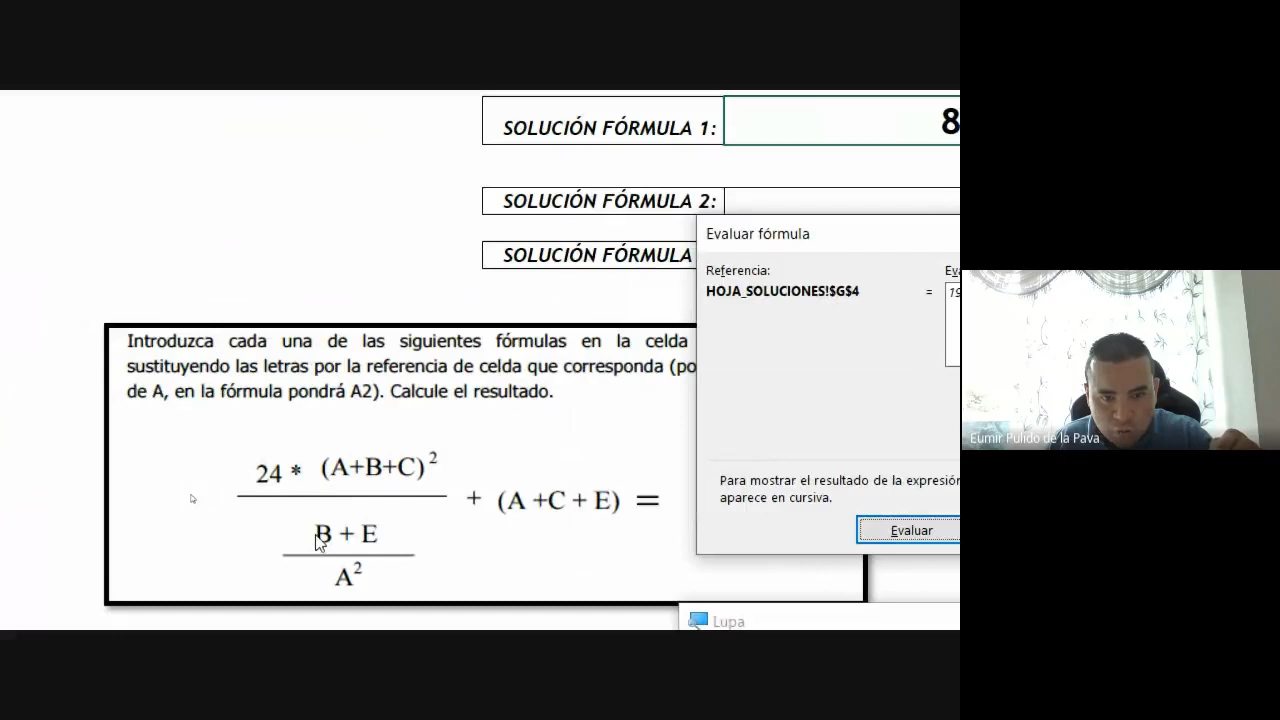 SOLUCIÓN FÓRMULA 1:
8
SOLUCIÓN FÓRMULA 2:
SOLUCIÓN FÓRMULA
Evaluar fórmula
Referencia:
HOJA_SOLUCIONES!$G$4
=
19
Introduzca cada una de las siguientes fórmulas en la celda
sustituyendo las letras por la referencia de celda que corresponda (po
de A, en la fórmula pondrá A2). Calcule el resultado.
24 * (A+B+C)²
+ (A +C + E) =
B + E
A²
Para mostrar el resultado de la expresión
aparece en cursiva.
Evaluar
Lupa
Eumir Pulido de la Pava